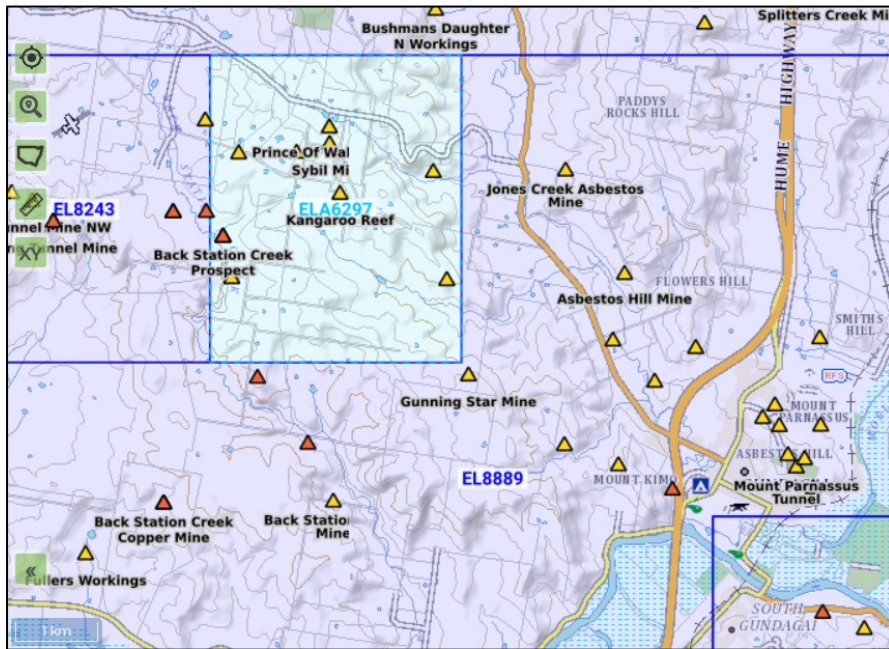 Bushmans Daughter
N Workings
Splitters Creek Mi
HIGHWAY
HUME
PADDYS
ROCKS HILL
Prince Of Wal
Sybil Mi
Jones Creek Asbestos
Mine
EL8243
ELA6297
Kangaroo Reef
annel Mine NW
Tunnel Mine
XY
Back Station Creek
Prospect
FLOWERS HILL
Asbestos Hill Mine
SMITHS
HILL
RFS
Gunning Star Mine
MOUNT
PARNASSUS
ASBESTOS HILL
MOUNT KIMO
EL8889
Mount Parnassus
Tunnel
Back Station Creek
Copper Mine
Back Statio
Mine
Fullers Workings
«
1 km
SOUTH
GUNDAGAI